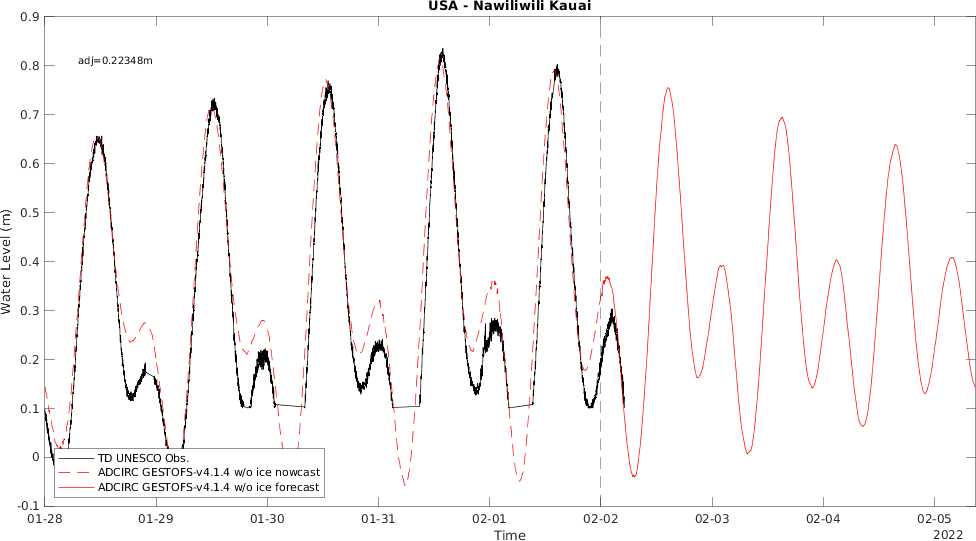 USA - Nawiliwili Kauai
adj=0.22348m
0.9
0.8
0.7
0.6
0.5
0.4
0.3
0.2
0.1
0
-0.1
Water Level (m)
TD UNESCO Obs.
ADCIRC GESTOFS-v4.1.4 w/o ice nowcast
ADCIRC GESTOFS-v4.1.4 w/o ice forecast
01-28 01-29 01-30 01-31 02-01 02-02 02-03 02-04 02-05
Time
2022